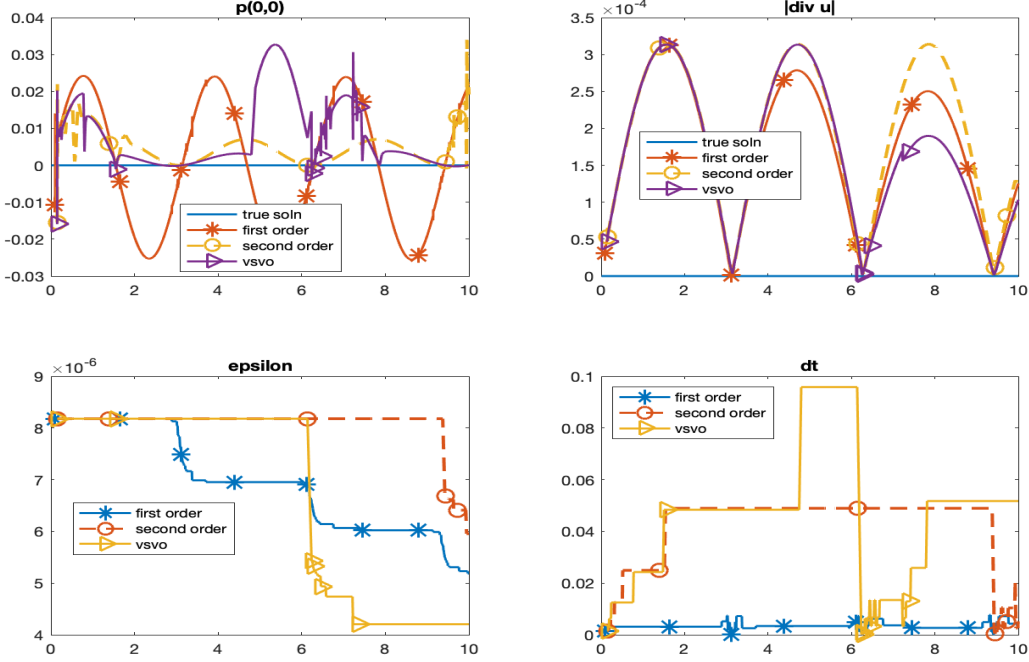 p(0,0)
0.04
0.03
0.02
0.01
0
-0.01
-0.02
-0.03
0 2 4 6 8 10
true soln
first order
second order
vsvo
|div u|
×10⁻⁴
3.5
3
2.5
2
1.5
1
0.5
0
0 2 4 6 8 10
true soln
first order
second order
vsvo
epsilon
×10⁻⁶
9
8
7
6
5
4
0 2 4 6 8 10
first order
second order
vsvo
dt
0.1
0.08
0.06
0.04
0.02
0
0 2 4 6 8 10
first order
second order
vsvo